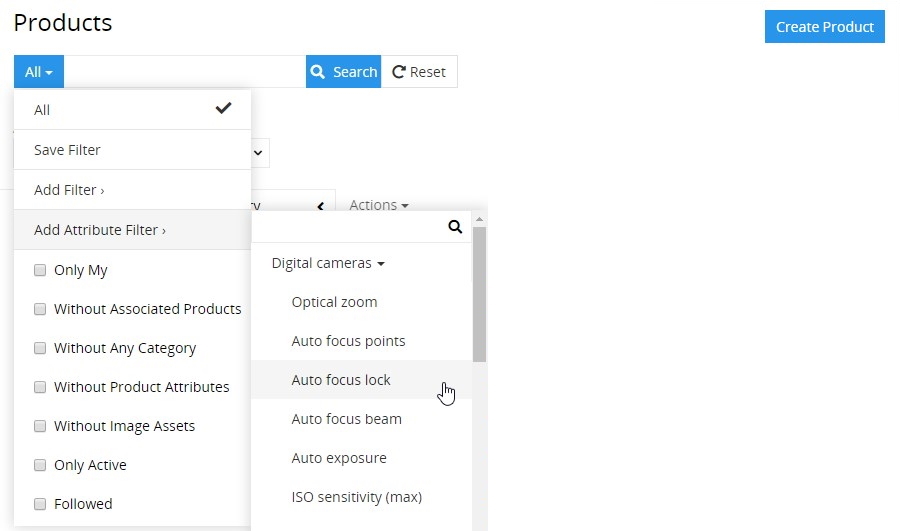 Products
Create Product
All
Search
Reset
All
Save Filter
Add Filter ›
ry
Actions
Add Attribute Filter ›
Digital cameras
Only My
Optical zoom
Without Associated Products
Auto focus points
Without Any Category
Auto focus lock
Without Product Attributes
Auto focus beam
Without Image Assets
Auto exposure
Only Active
ISO sensitivity (max)
Followed